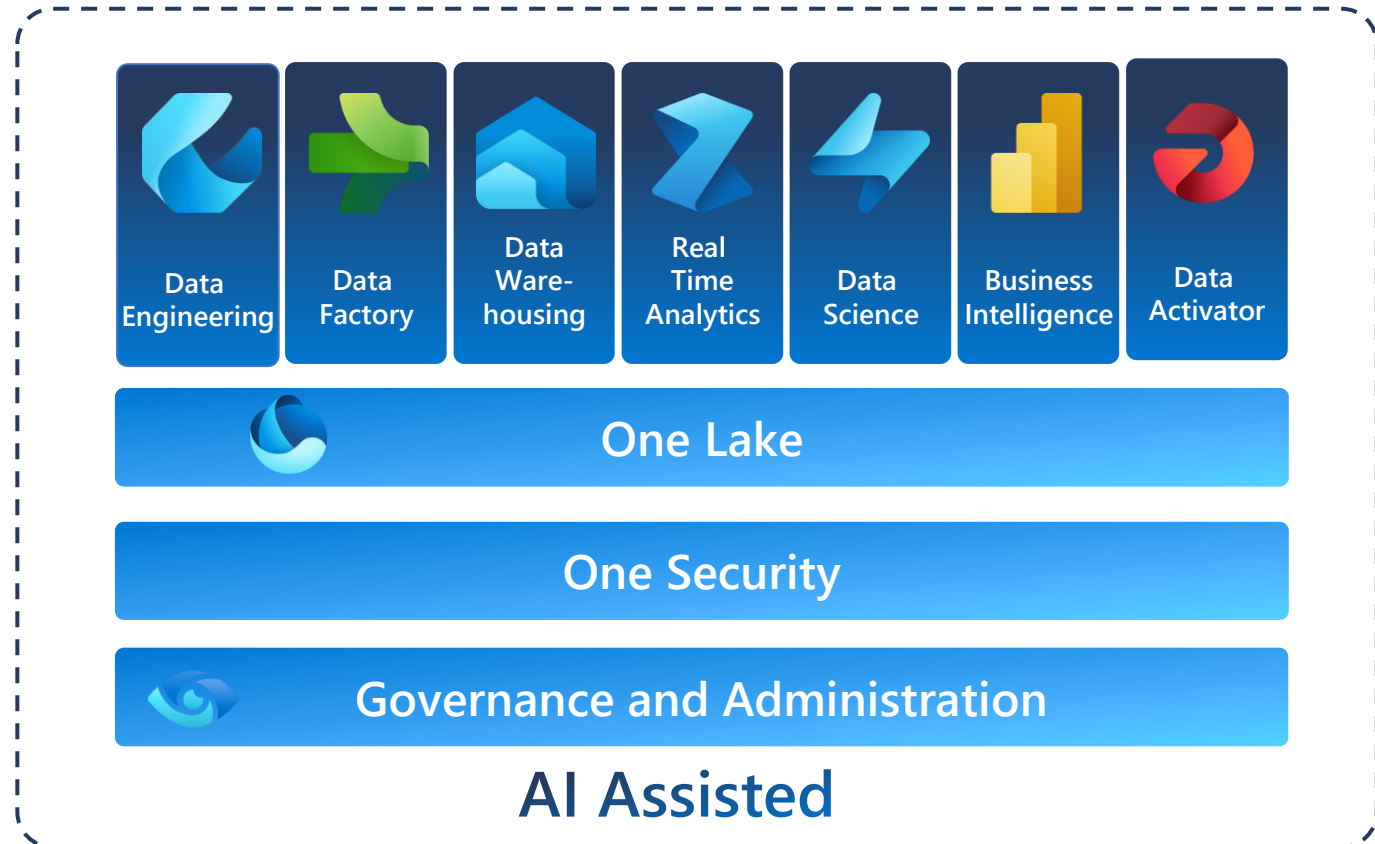 Data
Engineering
Data
Factory
Data
Ware-
housing
Real
Time
Analytics
Data
Science
Business
Intelligence
Data
Activator
One Lake
One Security
Governance and Administration
AI Assisted